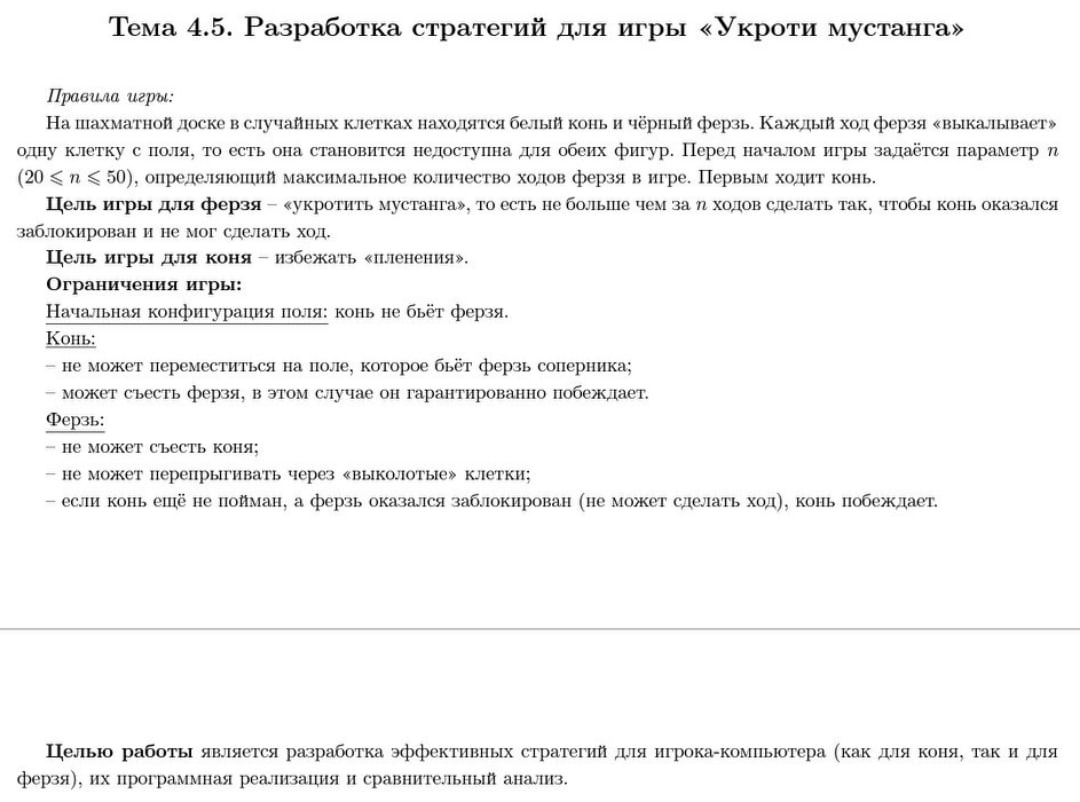 Тема 4.5. Разработка стратегий для игры «Укроти мустанга»
Правила игры:
На шахматной доске в случайных клетках находятся белый конь и чёрный ферзь. Каждый ход ферзя «выкалывает»
одну клетку с поля, то есть она становится недоступна для обеих фигур. Перед началом игры задаётся параметр n
(20 ⩽ n ⩽ 50), определяющий максимальное количество ходов ферзя в игре. Первым ходит конь.
Цель игры для ферзя – «укротить мустанга», то есть не больше чем за n ходов сделать так, чтобы конь оказался
заблокирован и не мог сделать ход.
Цель игры для коня – избежать «пленения».
Ограничения игры:
Начальная конфигурация поля: конь не бьёт ферзя.
Конь:
– не может переместиться на поле, которое бьёт ферзь соперника;
– может съесть ферзя, в этом случае он гарантированно побеждает.
Ферзь:
– не может съесть коня;
– не может перепрыгивать через «выколотые» клетки;
– если конь ещё не пойман, а ферзь оказался заблокирован (не может сделать ход), конь побеждает.
Целью работы является разработка эффективных стратегий для игрока-компьютера (как для коня, так и для
ферзя), их программная реализация и сравнительный анализ.